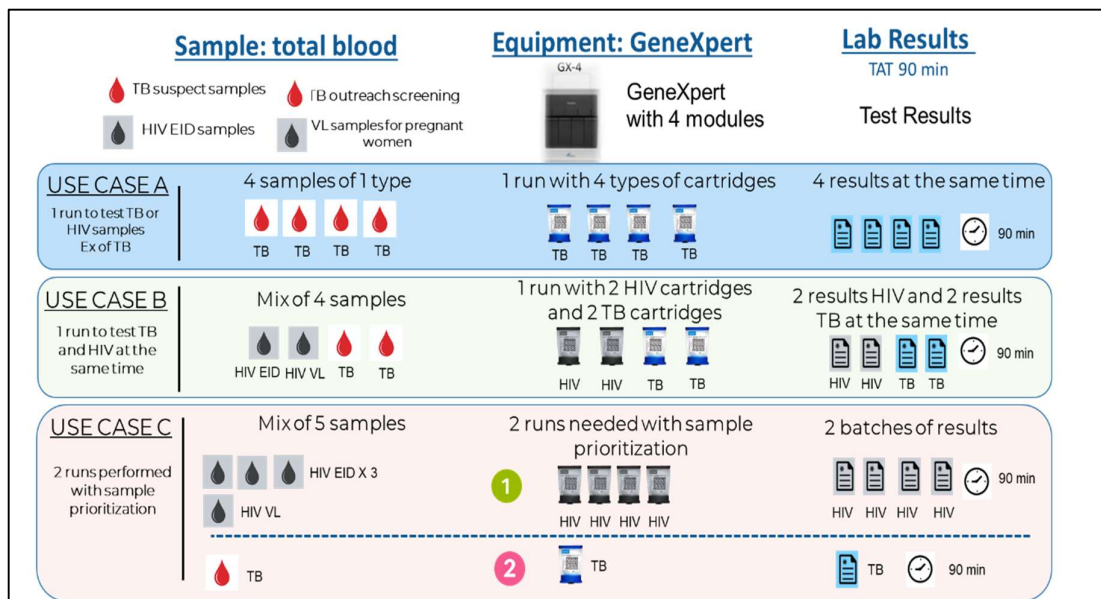 Sample: total blood
Equipment: GeneXpert
Lab Results
TAT 90 min
GX-4
TB suspect samples
TB outreach screening
HIV EID samples
VL samples for pregnant
women
GeneXpert
with 4 modules
Test Results
USE CASE A
1 run to test TB or
HIV samples
Ex of TB
4 samples of 1 type
TB TB TB TB
1 run with 4 types of cartridges
TB TB TB TB
4 results at the same time
90 min
USE CASE B
1 run to test TB
and HIV at the
same time
Mix of 4 samples
HIV EID HIV VL TB TB
1 run with 2 HIV cartridges
and 2 TB cartridges
HIV HIV TB TB
2 results HIV and 2 results
TB at the same time
90 min
HIV HIV TB TB
USE CASE C
2 runs performed
with sample
prioritization
Mix of 5 samples
HIV EID X 3
HIV VL
2 runs needed with sample
prioritization
1
HIV HIV HIV HIV
2 batches of results
90 min
HIV HIV HIV HIV
TB
2
TB
TB
90 min